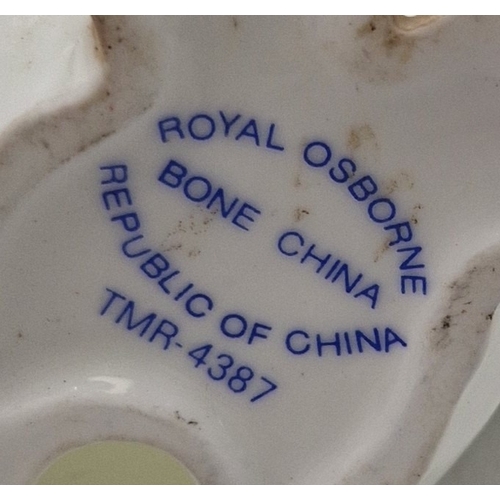 ROYAL OSBORNE
BONE CHINA
REPUBLIC OF CHINA
TMR-4387